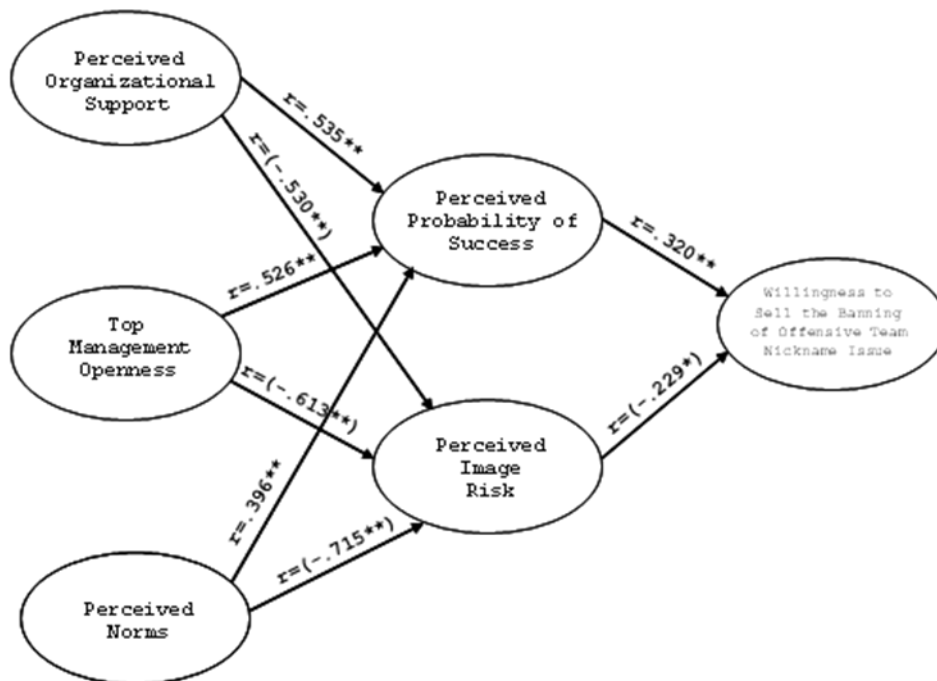 Perceived
Organizational
Support
r=.535**
r=(-.530**)
Perceived
Probability of
Success
r=.320**
r=.526**
Willingness to
Sell the Banning
of Offensive Team
Nickname Issue
Top
Management
Openness
r=(-.613**)
r=(-.229*)
Perceived
Image
Risk
r=.396**
r=(-.715**)
Perceived
Norms